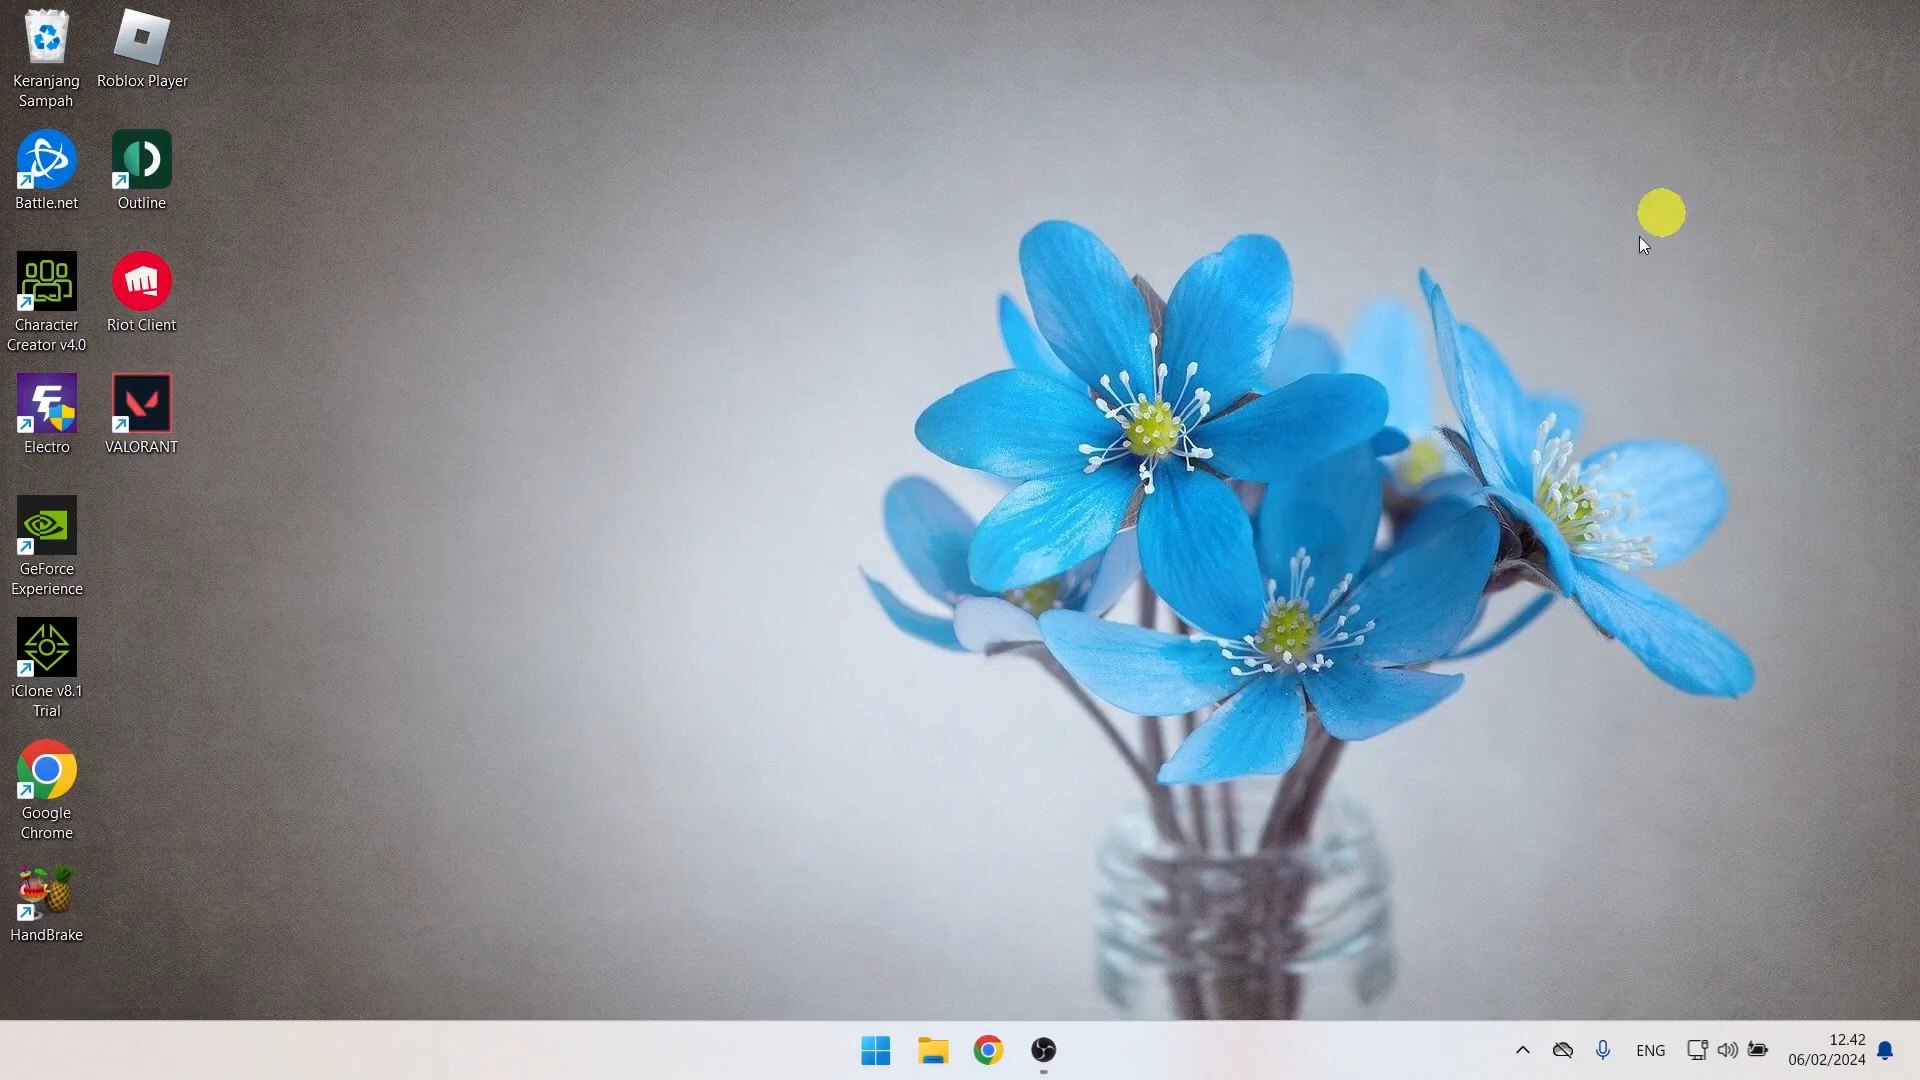 Keranjang
Sampah
Roblox Player
Battle.net
Outline
Character
Creator v4.0
Riot Client
Electro
VALORANT
GeForce
Experience
iClone v8.1
Trial
Google
Chrome
HandBrake
ENG
12.42
06/02/2024